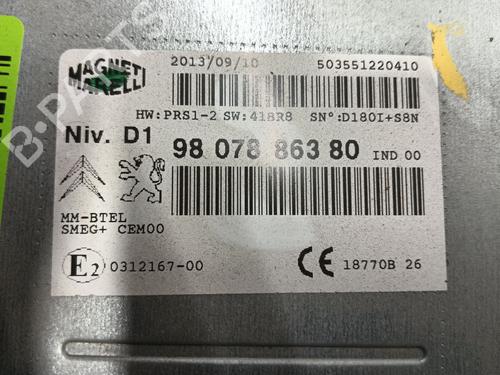 MAGNETI
MARELLI
2013/09/10
503551220410
HW:PRS1-2 SW:418R8 SN°:D180I+S8N
Niv. D1
98 078 863 80 IND 00
MM-BTEL
SMEG+ CEM00
E2 0312167-00
CE 18770B 26
B-PARTS